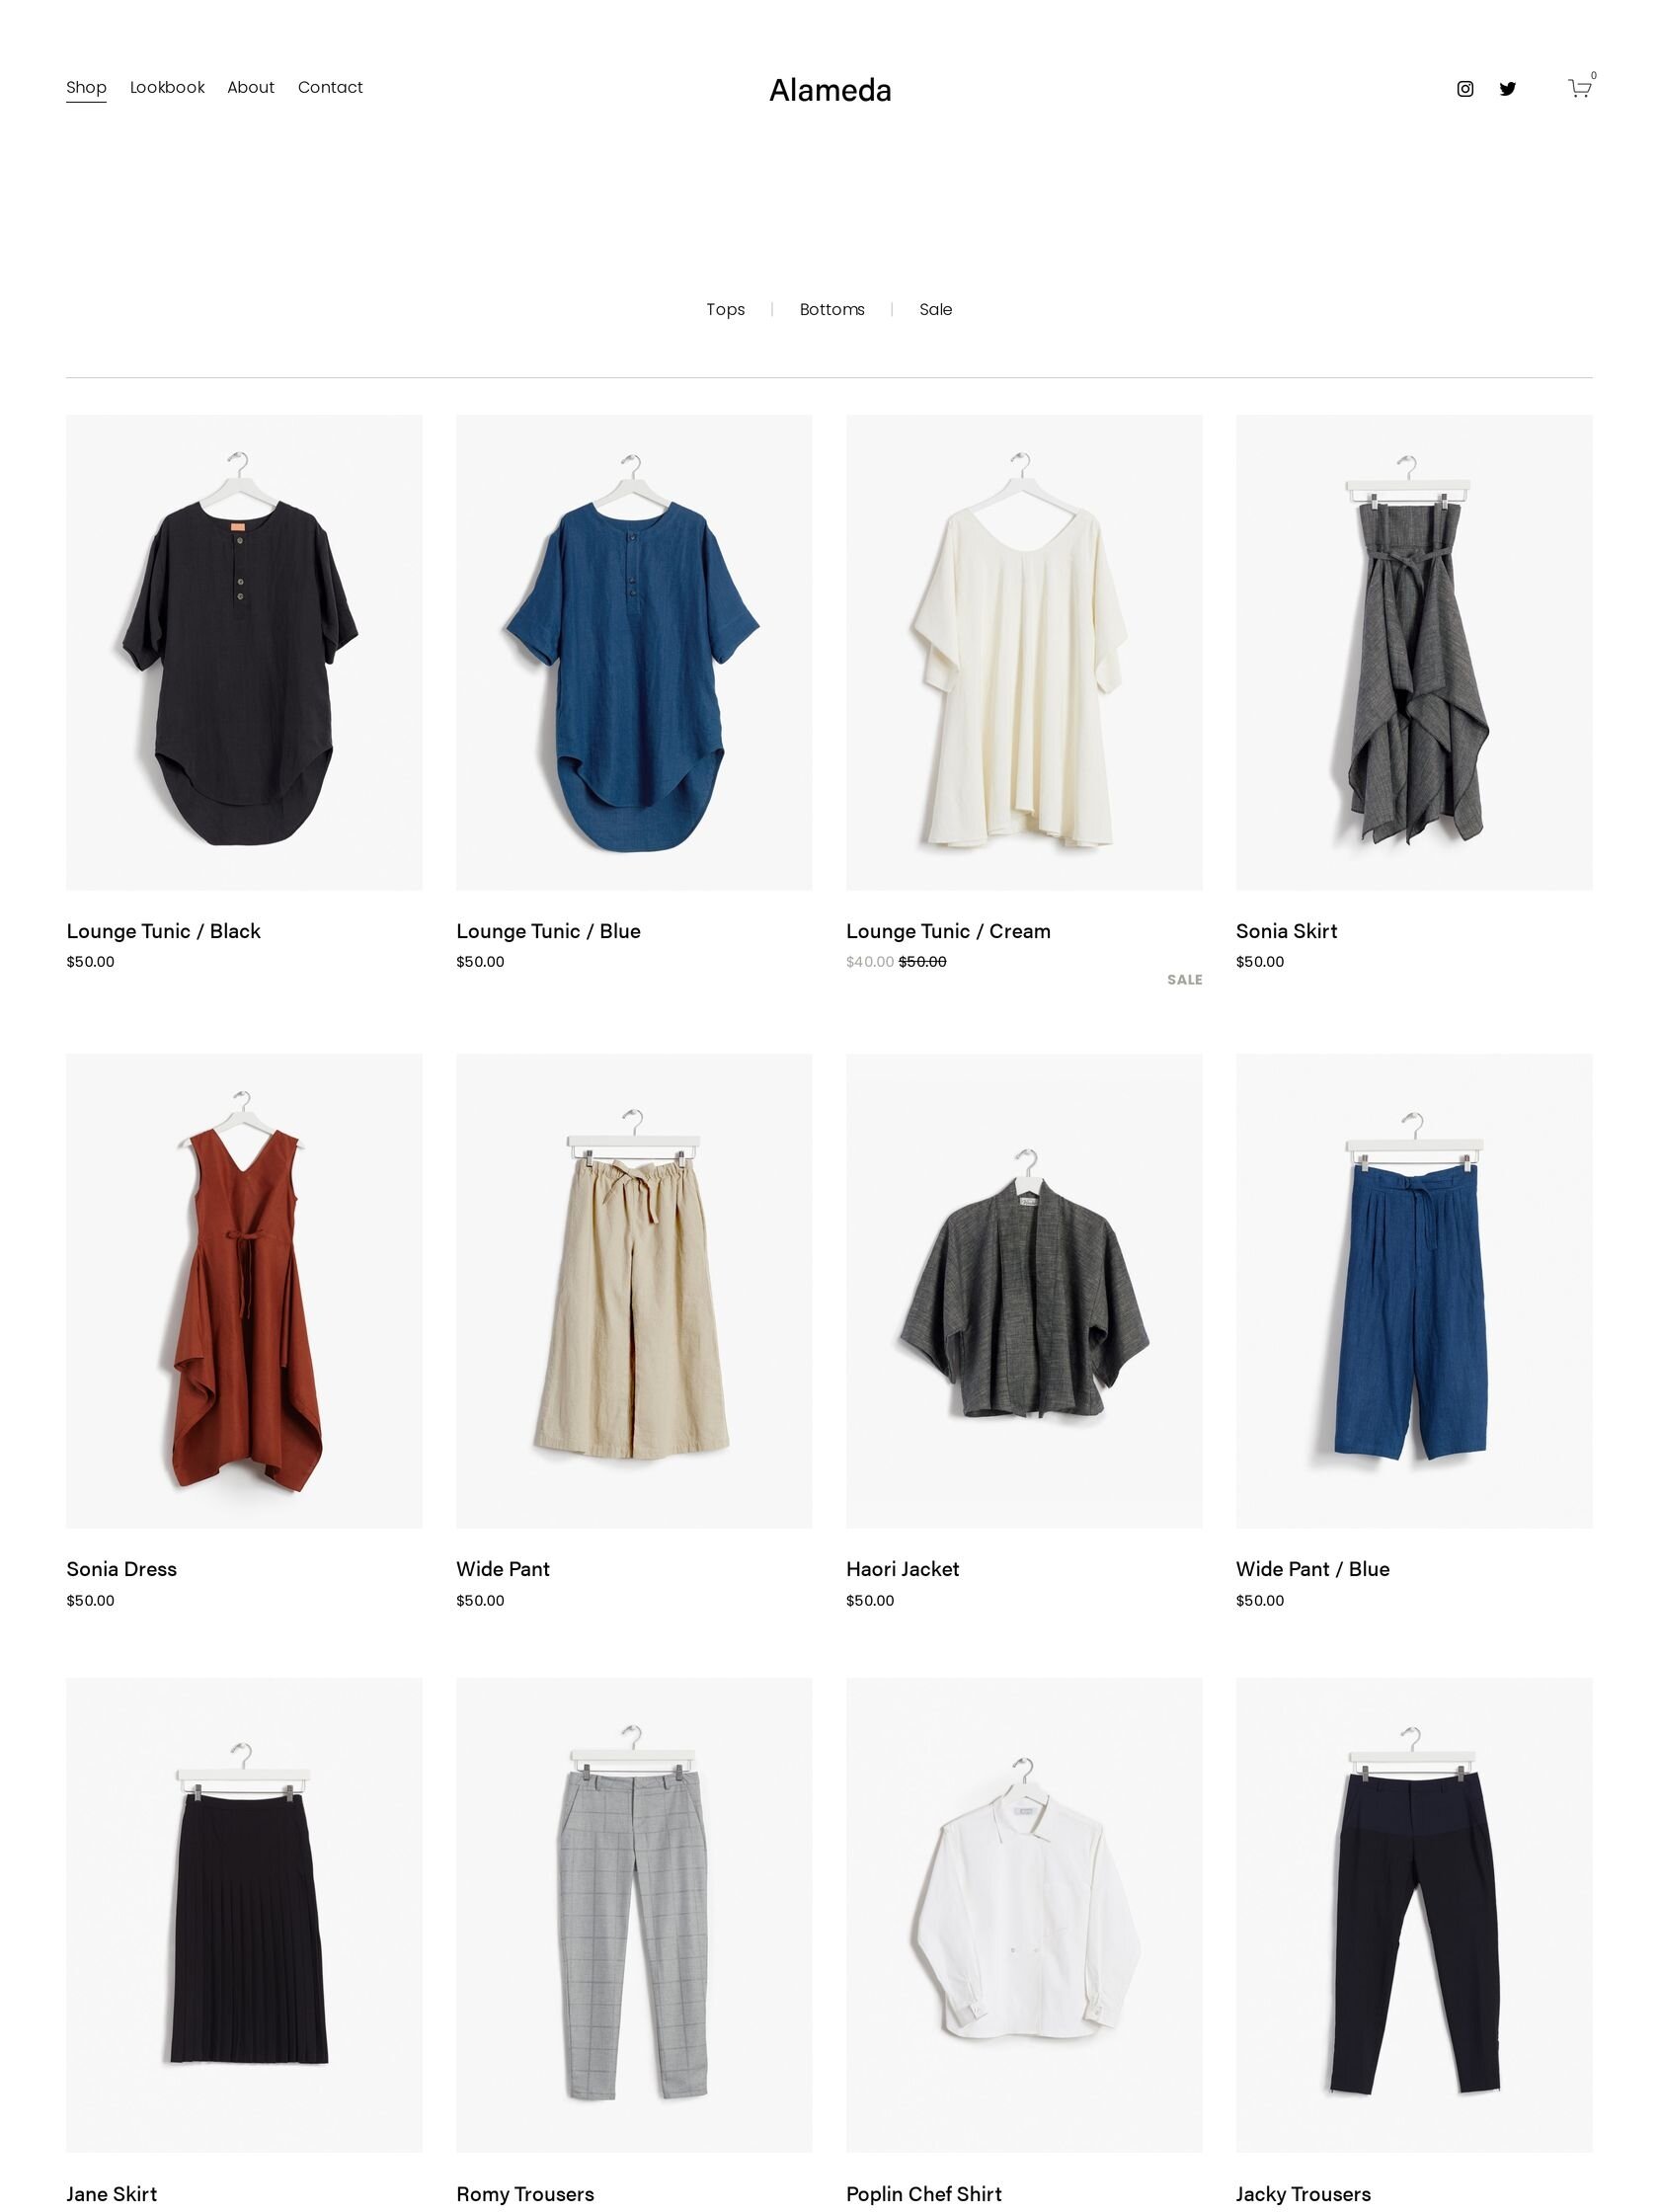 Shop Lookbook About Contact
Alameda
0
Tops | Bottoms | Sale
Lounge Tunic / Black
$50.00
Lounge Tunic / Blue
$50.00
Lounge Tunic / Cream
$40.00 $50.00
SALE
Sonia Skirt
$50.00
Sonia Dress
$50.00
Wide Pant
$50.00
Haori Jacket
$50.00
Wide Pant / Blue
$50.00
Jane Skirt
Romy Trousers
Poplin Chef Shirt
Jacky Trousers